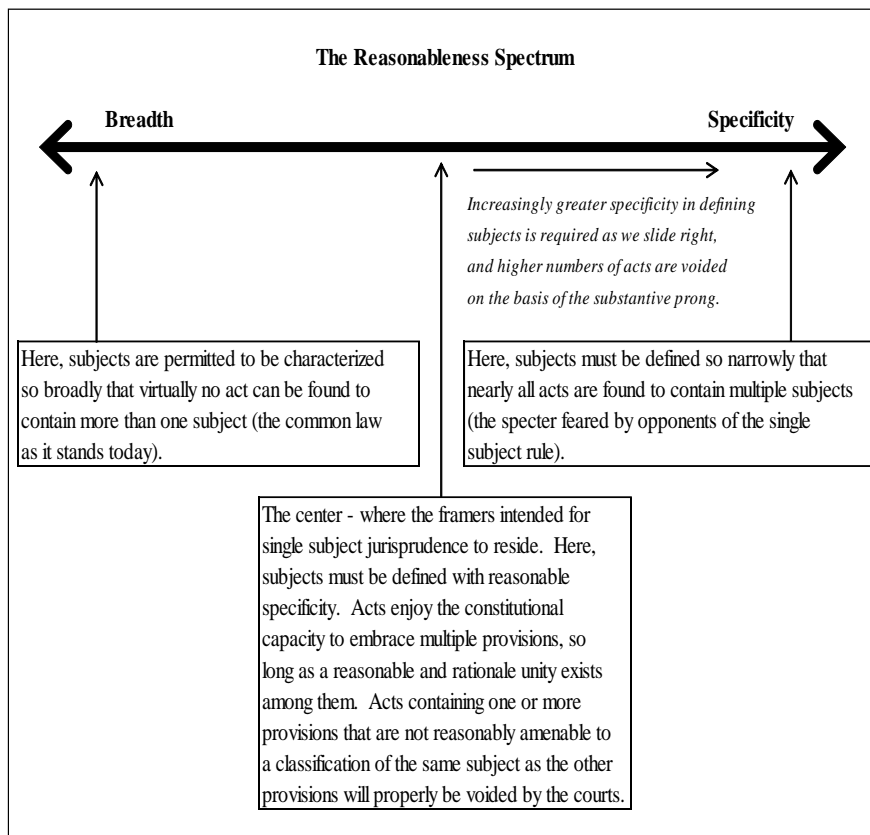 The Reasonableness Spectrum
Breadth
Specificity
Increasingly greater specificity in defining
subjects is required as we slide right,
and higher numbers of acts are voided
on the basis of the substantive prong.
Here, subjects are permitted to be characterized
so broadly that virtually no act can be found to
contain more than one subject (the common law
as it stands today).
Here, subjects must be defined so narrowly that
nearly all acts are found to contain multiple subjects
(the specter feared by opponents of the single
subject rule).
The center - where the framers intended for
single subject jurisprudence to reside.  Here,
subjects must be defined with reasonable
specificity.  Acts enjoy the constitutional
capacity to embrace multiple provisions, so
long as a reasonable and rationale unity exists
among them.  Acts containing one or more
provisions that are not reasonably amenable to
a classification of the same subject as the other
provisions will properly be voided by the courts.